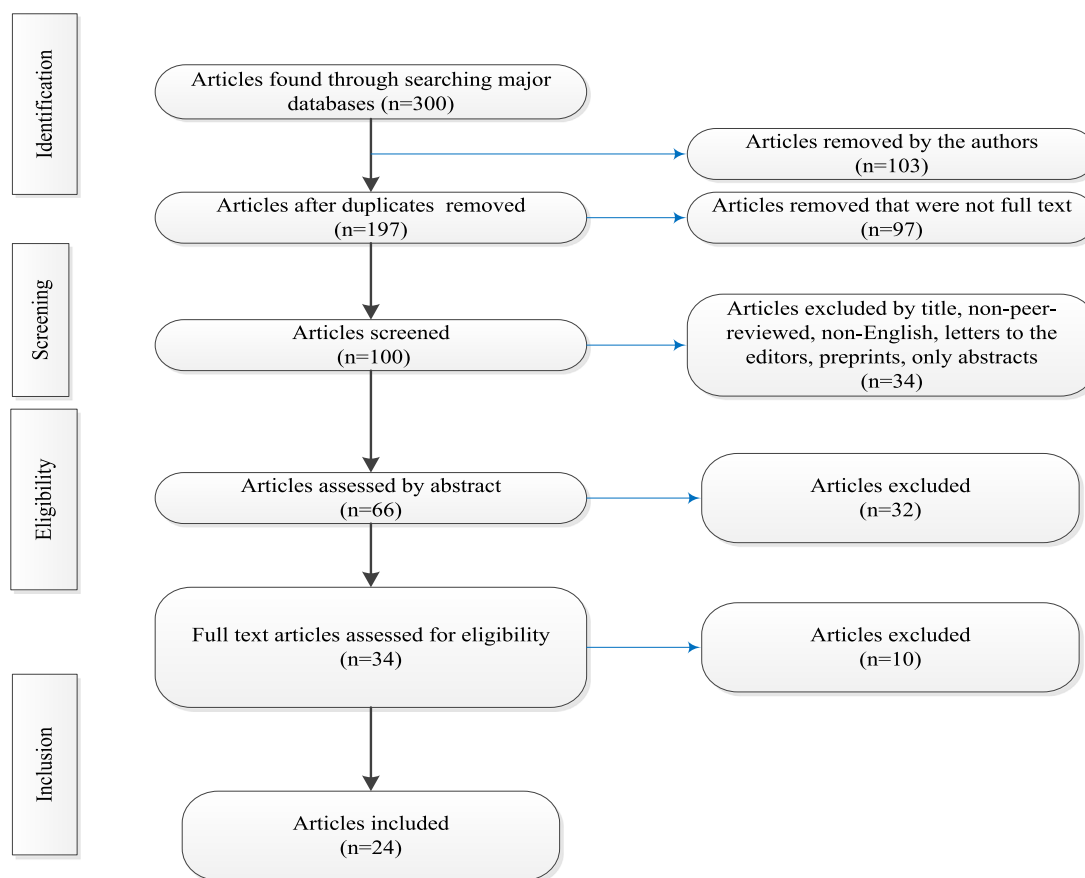 Identification
Articles found through searching major
databases (n=300)
Articles removed by the authors
(n=103)
Articles after duplicates removed
(n=197)
Articles removed that were not full text
(n=97)
Screening
Articles screened
(n=100)
Articles excluded by title, non-peer-
reviewed, non-English, letters to the
editors, preprints, only abstracts
(n=34)
Eligibility
Articles assessed by abstract
(n=66)
Articles excluded
(n=32)
Full text articles assessed for eligibility
(n=34)
Articles excluded
(n=10)
Inclusion
Articles included
(n=24)